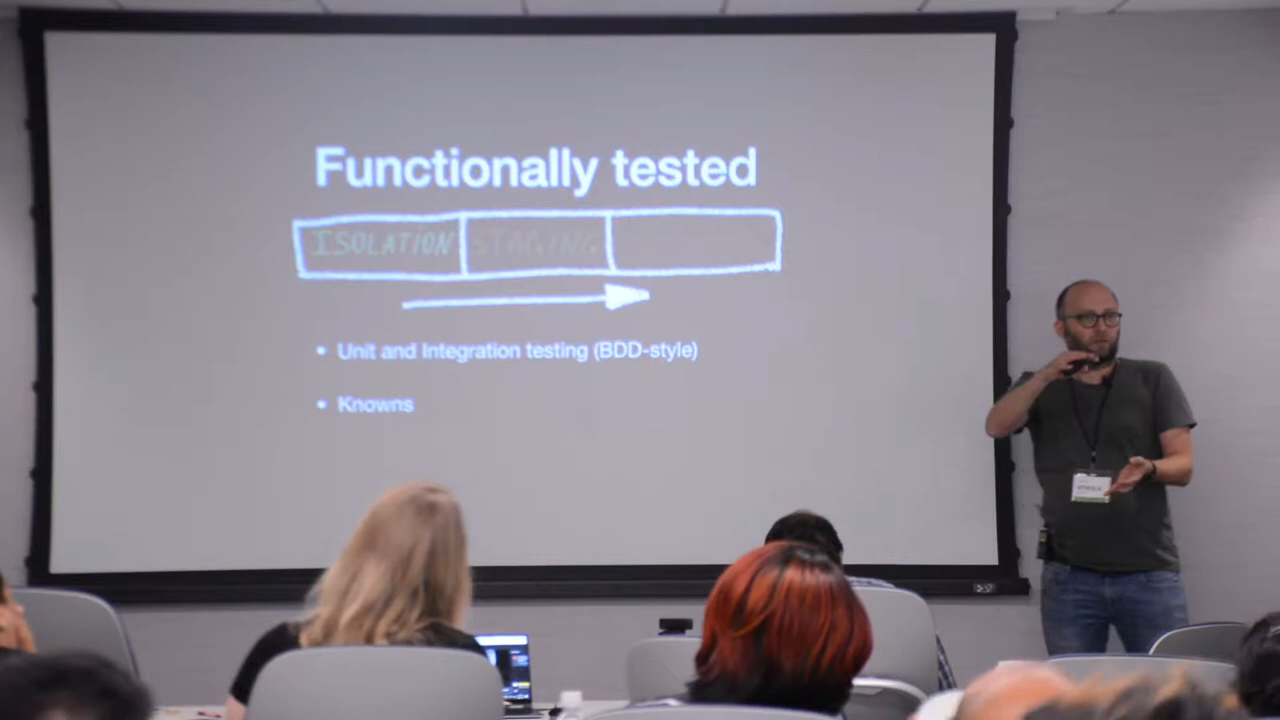 Functionally tested
ISOLATION STAGING
• Unit and Integration testing (BDD-style)
• Knowns